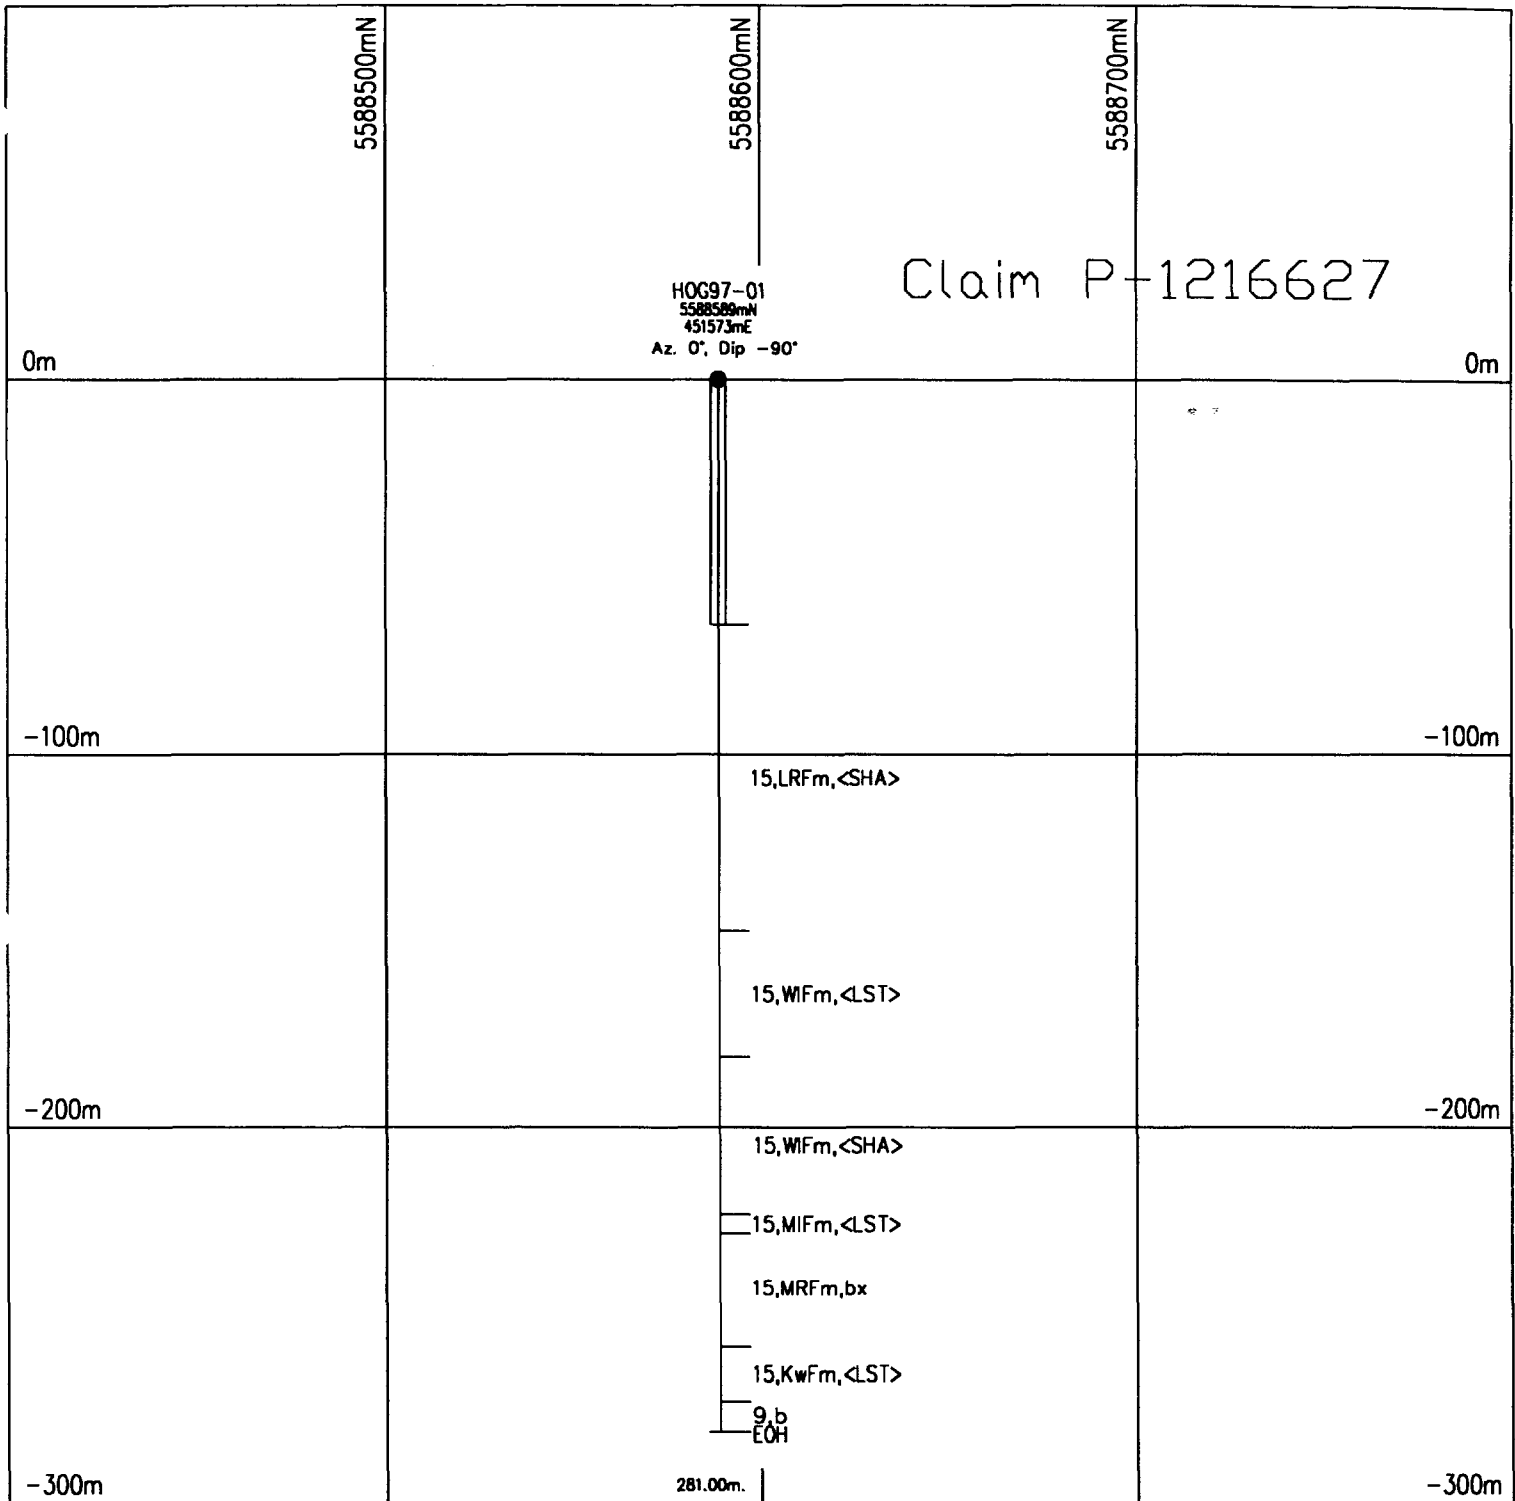 5588500mN
5588600mN
5588700mN
Claim P-1216627
HOG97-01
5588589mN
451573mE
Az. 0°, Dip -90°
0m
0m
-100m
-100m
15,LRFm,<SHA>
15,WIFm,<LST>
-200m
-200m
15,WIFm,<SHA>
15,MIFm,<LST>
15,MRFm,bx
15,KwFm,<LST>
9,b
EOH
-300m
281.00m.
-300m